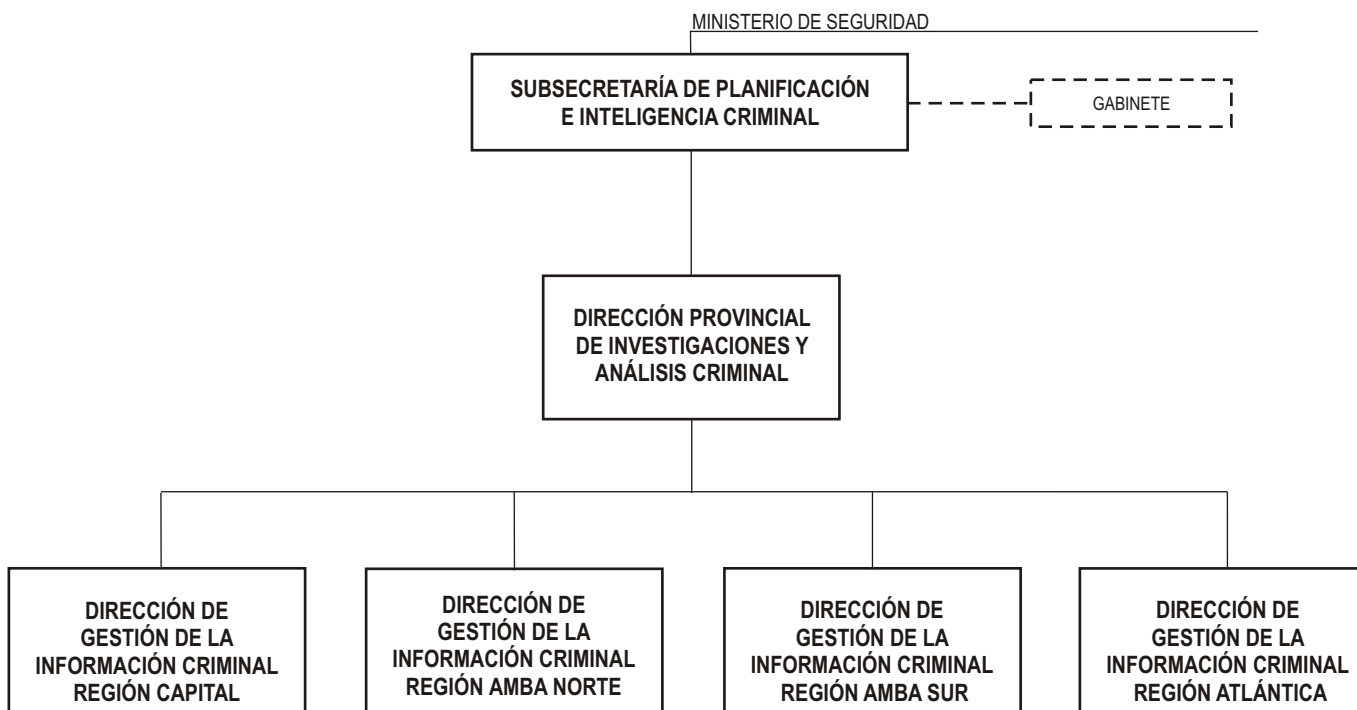 MINISTERIO DE SEGURIDAD
SUBSECRETARÍA DE PLANIFICACIÓN
E INTELIGENCIA CRIMINAL
GABINETE
DIRECCIÓN PROVINCIAL
DE INVESTIGACIONES Y
ANÁLISIS CRIMINAL
DIRECCIÓN DE
GESTIÓN DE LA
INFORMACIÓN CRIMINAL
REGIÓN CAPITAL
DIRECCIÓN DE
GESTIÓN DE LA
INFORMACIÓN CRIMINAL
REGIÓN AMBA NORTE
DIRECCIÓN DE
GESTIÓN DE LA
INFORMACIÓN CRIMINAL
REGIÓN AMBA SUR
DIRECCIÓN DE
GESTIÓN DE LA
INFORMACIÓN CRIMINAL
REGIÓN ATLÁNTICA